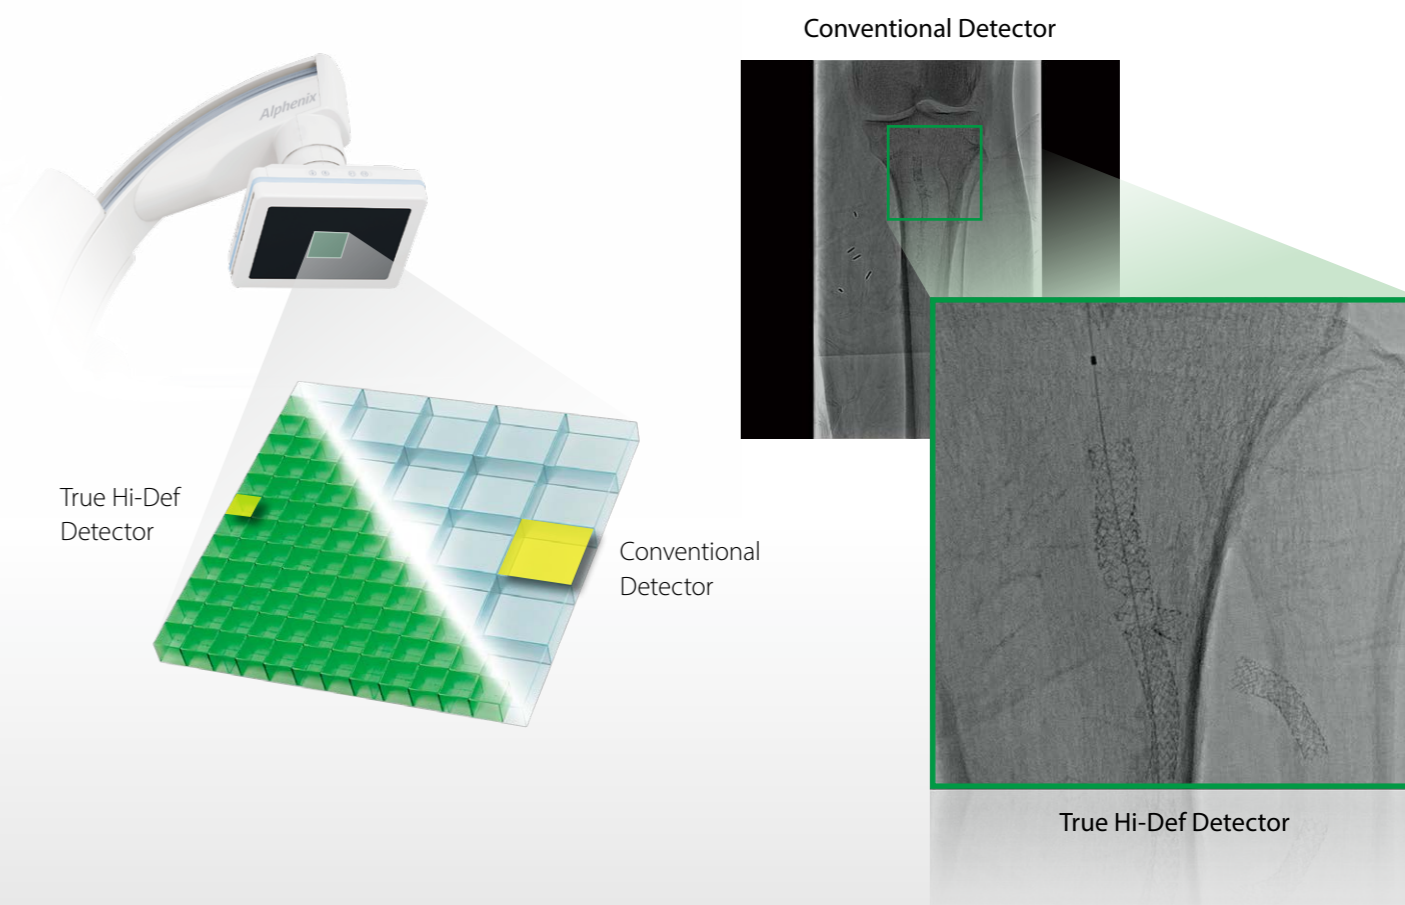 Conventional Detector
Alphenix
True Hi-Def
Detector
Conventional
Detector
True Hi-Def Detector